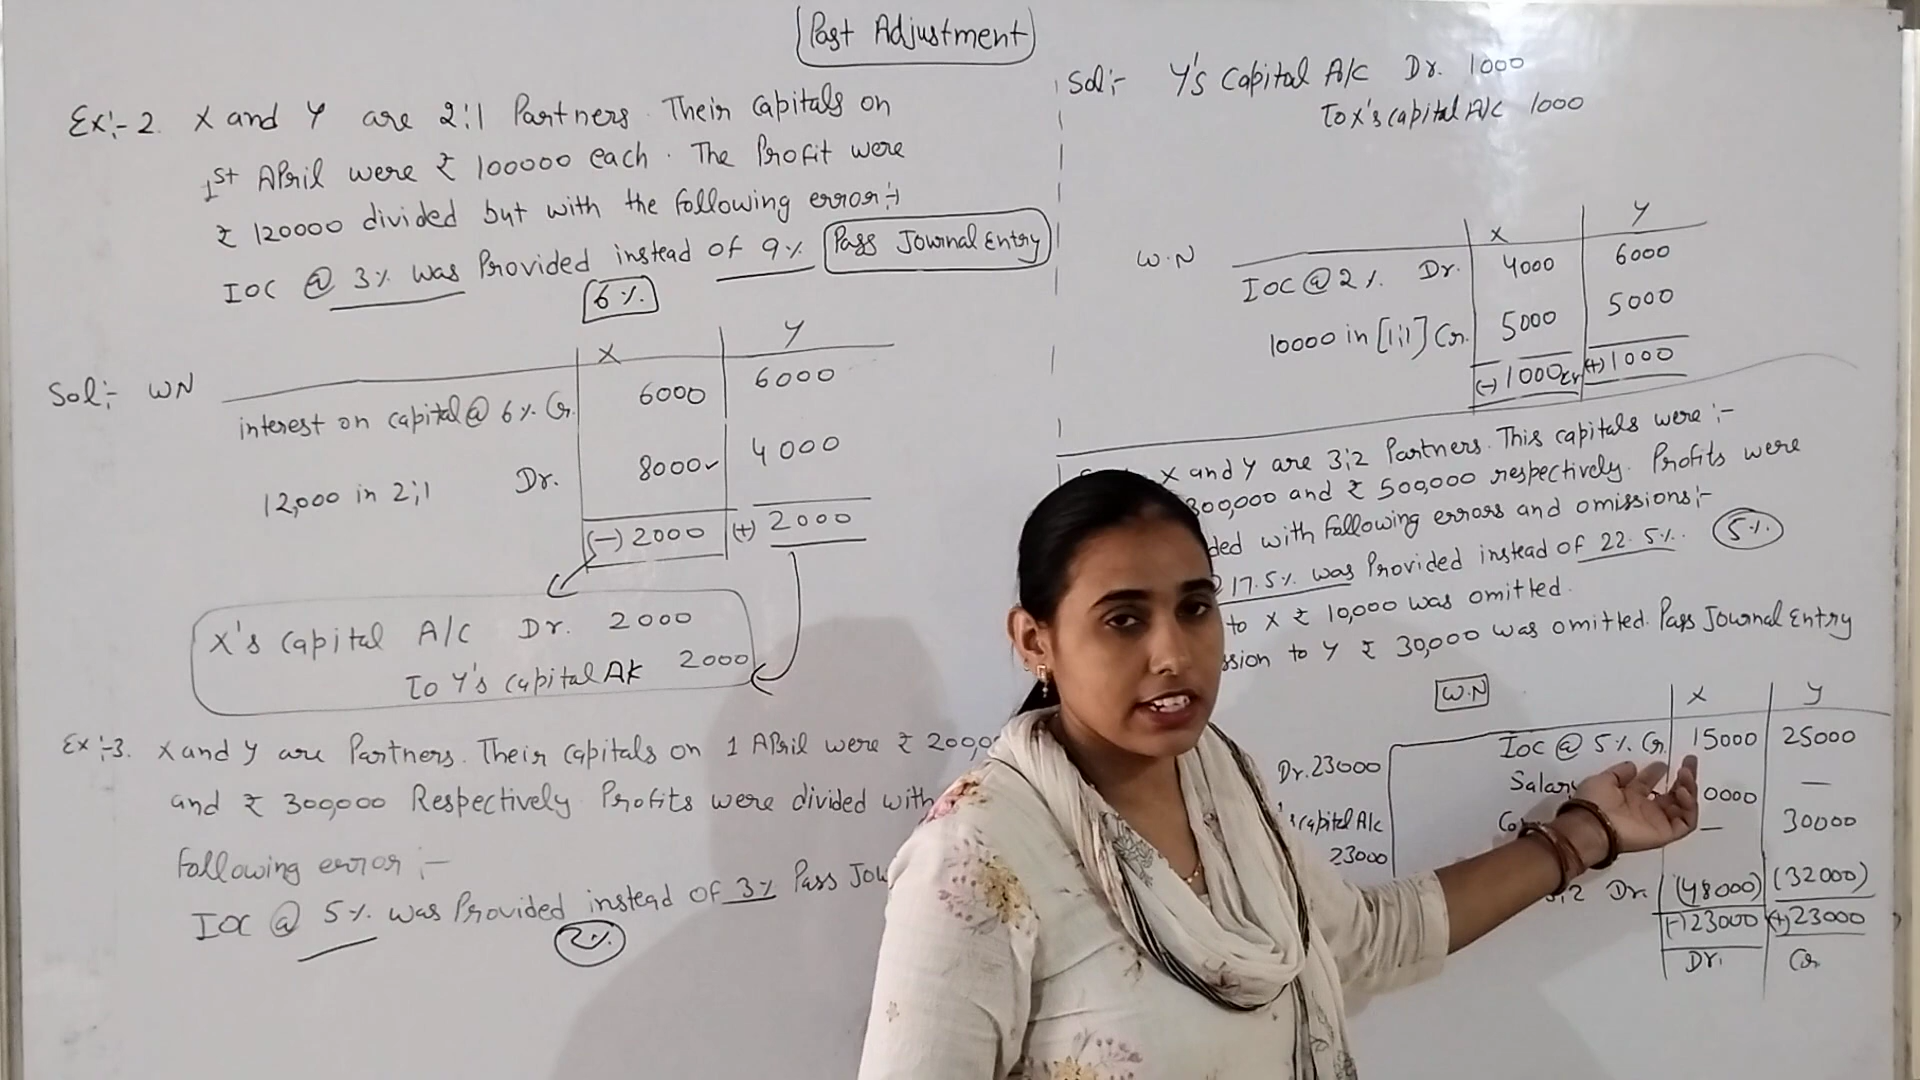 Past Adjustment
Ex:- 2. X and Y are 2:1 Partners. Their Capitals on
1st April were ₹ 100000 each. The Profit were
₹ 120000 divided but with the following error:-
IOC @ 3% was Provided instead of 9% Pass Journal Entry
6%
Sol:- WN
X Y
interest on capital @ 6% Cr. 6000 6000
12,000 in 2:1 Dr. 8000 4000
(-) 2000 (+) 2000
X's Capital A/C Dr. 2000
To Y's Capital A/c 2000
Ex:-3. X and Y are Partners. Their Capitals on 1 April were ₹ 200,0
and ₹ 300,000 Respectively. Profits were divided with
following error:-
IOC @ 5% was Provided instead of 3% Pass Jou
2%
Sol:- Y's Capital A/C Dr. 1000
To X's Capital A/C 1000
W.N
X Y
IOC @ 2% Dr. 4000 6000
10000 in [1:1] Cr. 5000 5000
(-) 1000 Cr (+) 1000
X and Y are 3:2 Partners. This capitals were:-
300,000 and ₹ 500,000 respectively. Profits were
ded with following errors and omissions:-
17.5% was Provided instead of 22.5%. 5%
to X ₹ 10,000 was omitted.
ssion to Y ₹ 30,000 was omitted. Pass Journal Entry
W.N
X Y
IOC @ 5% Cr. 15000 25000
Salary 0000 —
Co — 30000
:2 Dr. (48000) (32000)
(-) 23000 (+) 23000
Dr. Cr
Dr. 23000
's capital A/c
23000